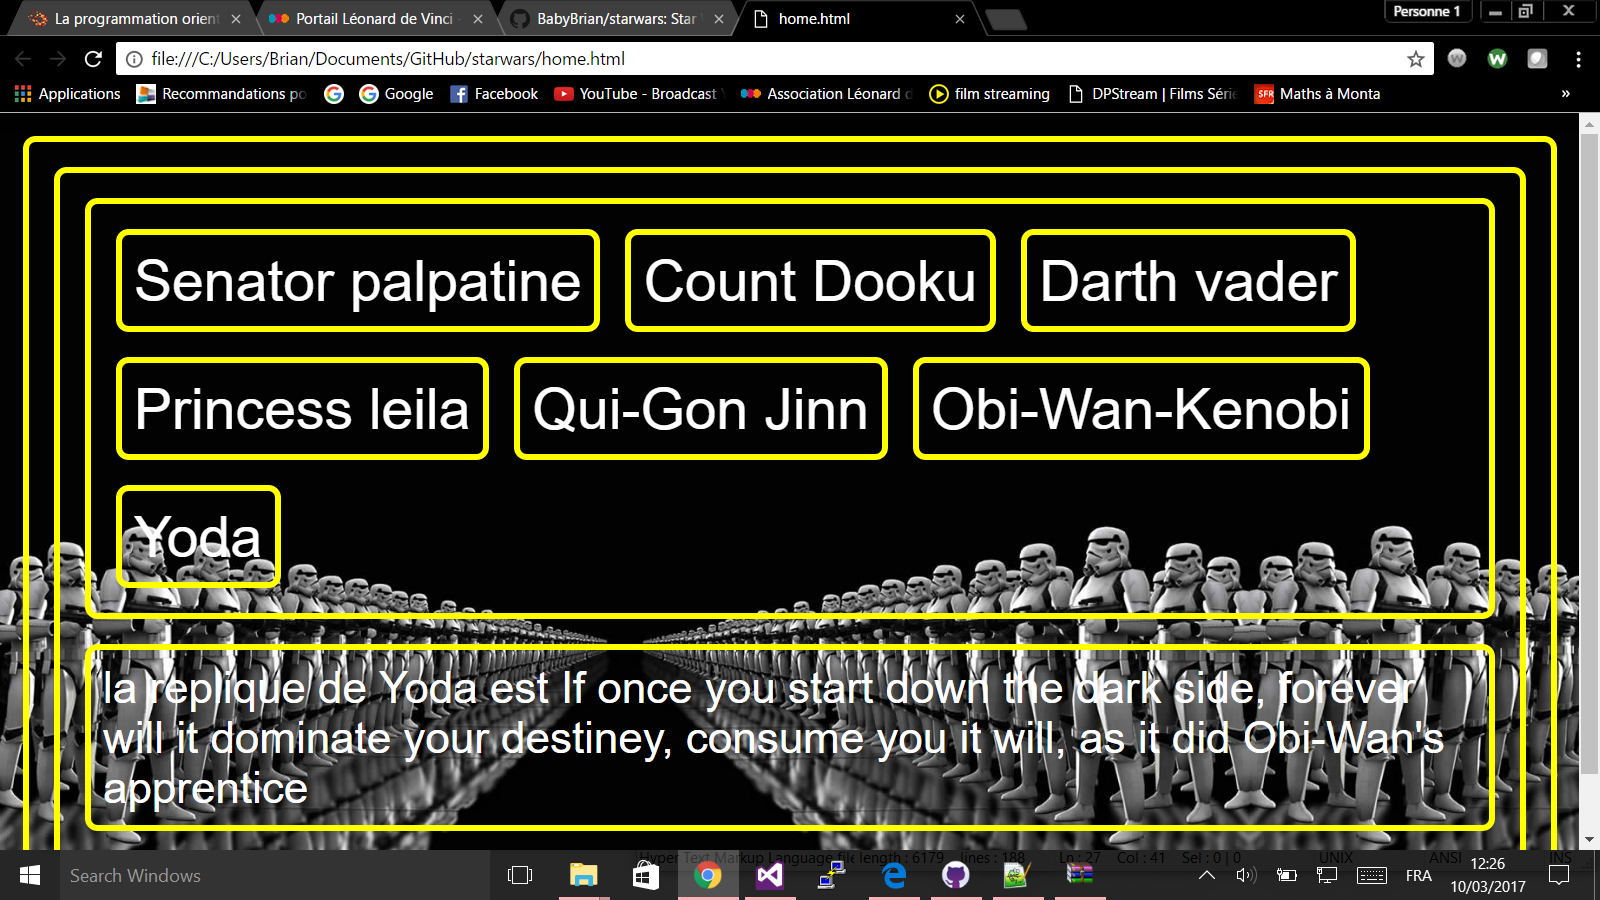 La programmation orient
Portail Léonard de Vinci
BabyBrian/starwars: Star
home.html
Personne 1
file:///C:/Users/Brian/Documents/GitHub/starwars/home.html
Applications
Recommandations po
Google
Facebook
YouTube - Broadcast
Association Léonard d
film streaming
DPStream | Films Série
SFR
Maths à Monta
»
Senator palpatine
Count Dooku
Darth vader
Princess leila
Qui-Gon Jinn
Obi-Wan-Kenobi
Yoda
la replique de Yoda est If once you start down the dark side, forever
will it dominate your destiney, consume you it will, as it did Obi-Wan's
apprentice
Hyper Text Markup Language file length : 6179 lines : 188 Ln : 27 Col : 41 Sel : 0 | 0 UNIX ANSI INS
Search Windows
FRA
12:26
10/03/2017